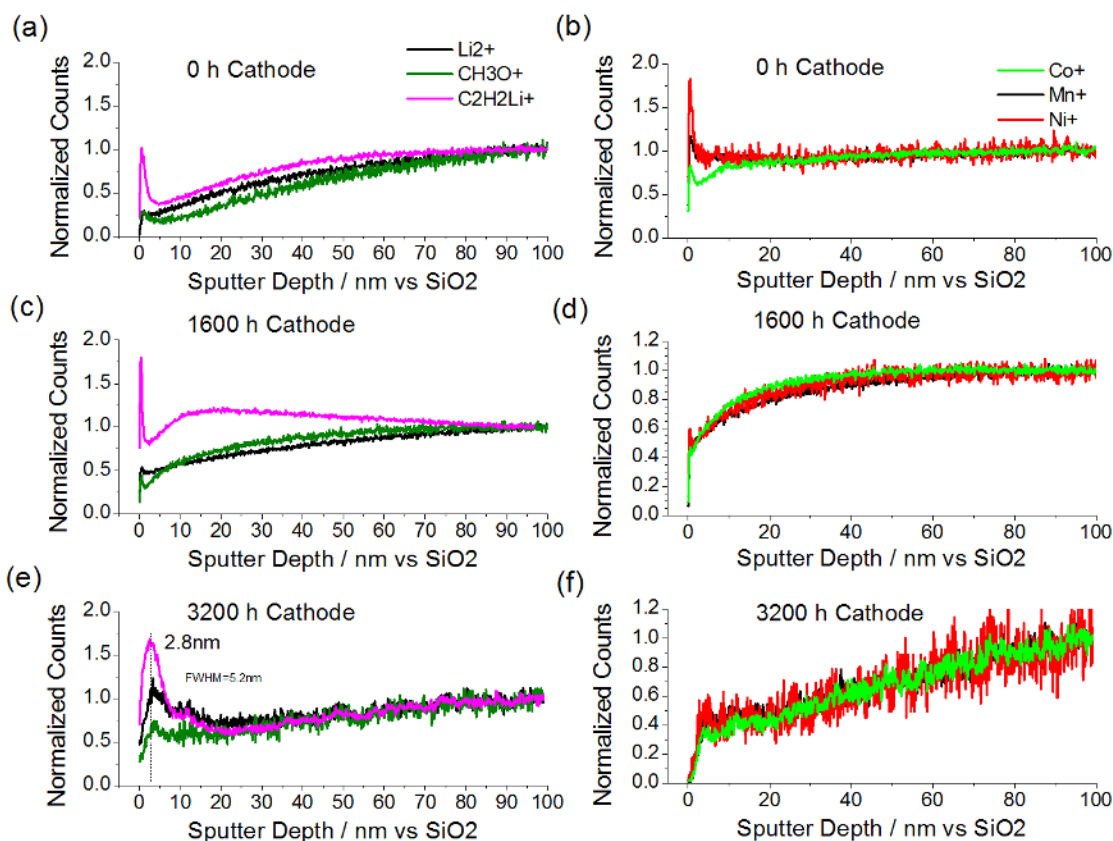 (a)
0 h Cathode
Li2+
CH3O+
C2H2Li+
Normalized Counts
2.0
1.5
1.0
0.5
0.0
0 10 20 30 40 50 60 70 80 90 100
Sputter Depth / nm vs SiO2
(b)
0 h Cathode
Co+
Mn+
Ni+
Normalized Counts
2.0
1.5
1.0
0.5
0.0
0 20 40 60 80 100
Sputter Depth / nm vs SiO2
(c)
1600 h Cathode
Normalized Counts
2.0
1.5
1.0
0.5
0.0
0 10 20 30 40 50 60 70 80 90 100
Sputter Depth / nm vs SiO2
(d)
1600 h Cathode
Normalized Counts
1.2
1.0
0.8
0.6
0.4
0.2
0.0
0 20 40 60 80 100
Sputter Depth / nm vs SiO2
(e)
3200 h Cathode
2.8nm
FWHM=5.2nm
Normalized Counts
2.0
1.5
1.0
0.5
0.0
0 10 20 30 40 50 60 70 80 90 100
Sputter Depth / nm vs SiO2
(f)
3200 h Cathode
Normalized Counts
1.2
1.0
0.8
0.6
0.4
0.2
0.0
0 20 40 60 80 100
Sputter Depth / nm vs SiO2